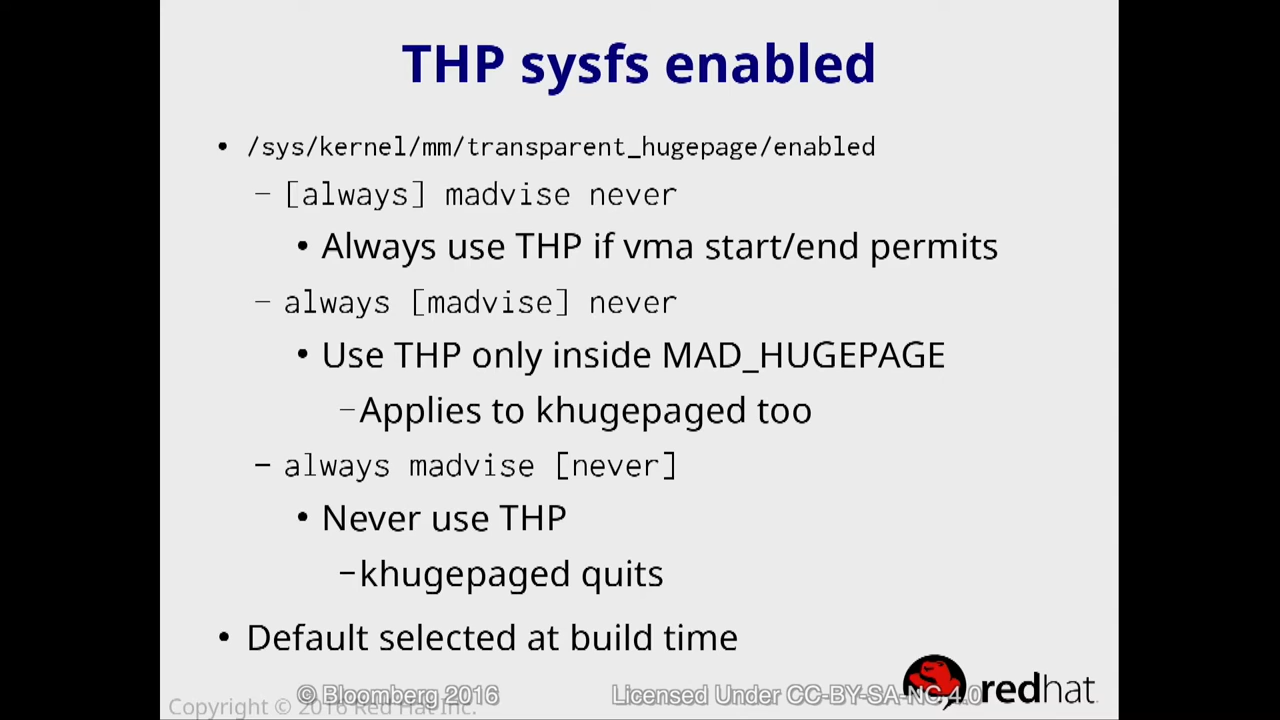 THP sysfs enabled
• /sys/kernel/mm/transparent_hugepage/enabled
– [always] madvise never
• Always use THP if vma start/end permits
– always [madvise] never
• Use THP only inside MAD_HUGEPAGE
–Applies to khugepaged too
– always madvise [never]
• Never use THP
–khugepaged quits
• Default selected at build time
© Bloomberg 2016 Licensed Under CC-BY-SA-NC 4.0
redhat.
Copyright © 2016 Red Hat Inc.